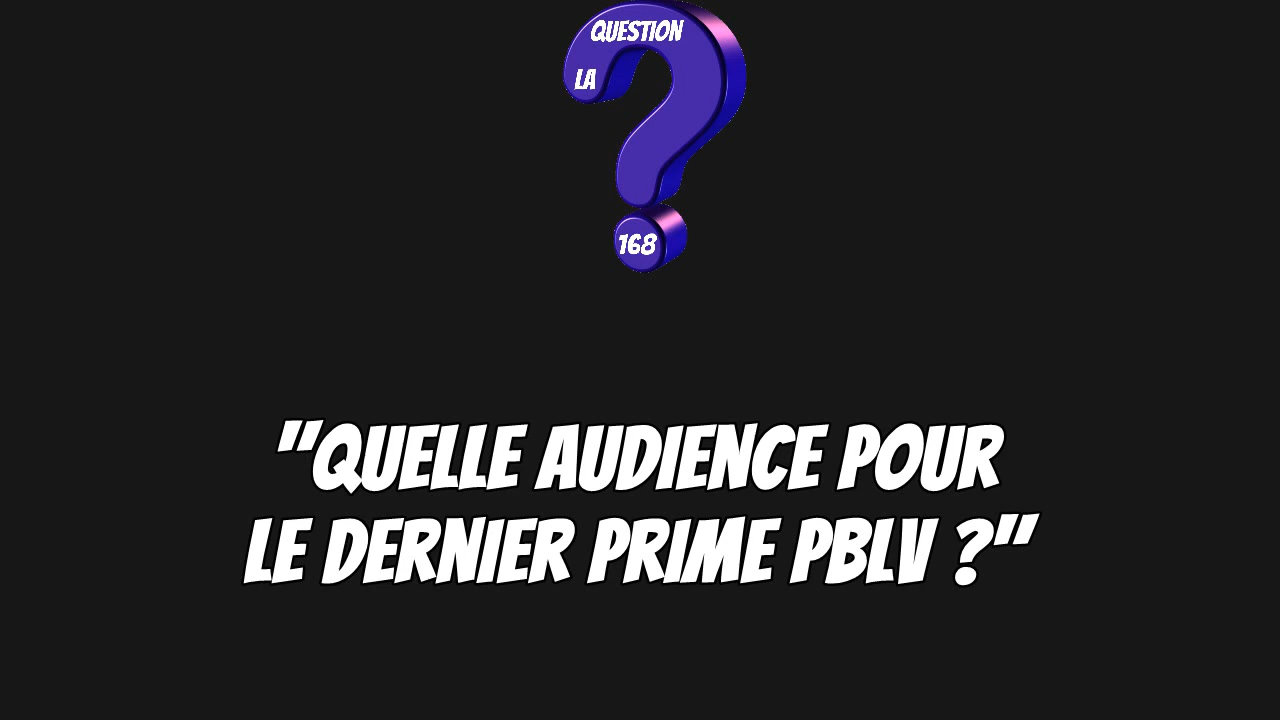 QUESTION
LA
168
"QUELLE AUDIENCE POUR
LE DERNIER PRIME PBLV ?"